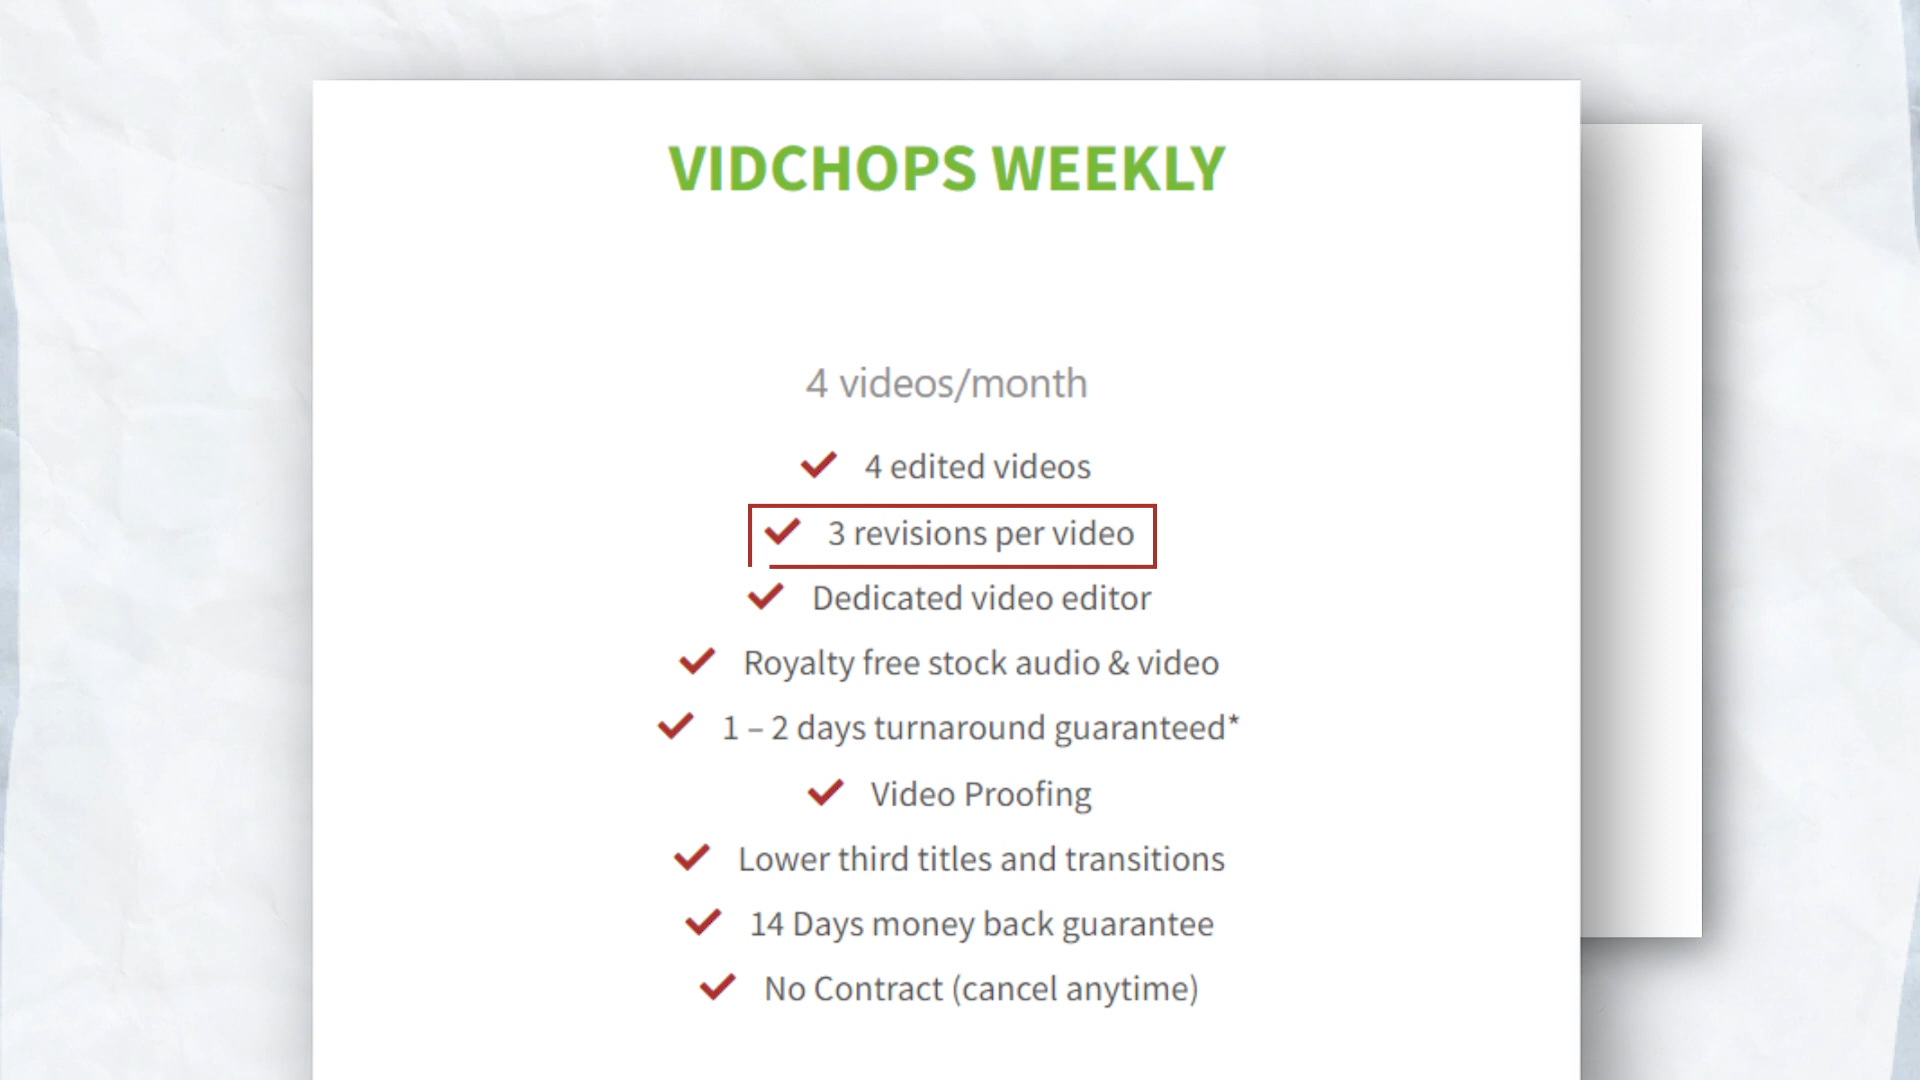 VIDCHOPS WEEKLY
4 videos/month
4 edited videos
3 revisions per video
Dedicated video editor
Royalty free stock audio & video
1 – 2 days turnaround guaranteed*
Video Proofing
Lower third titles and transitions
14 Days money back guarantee
No Contract (cancel anytime)